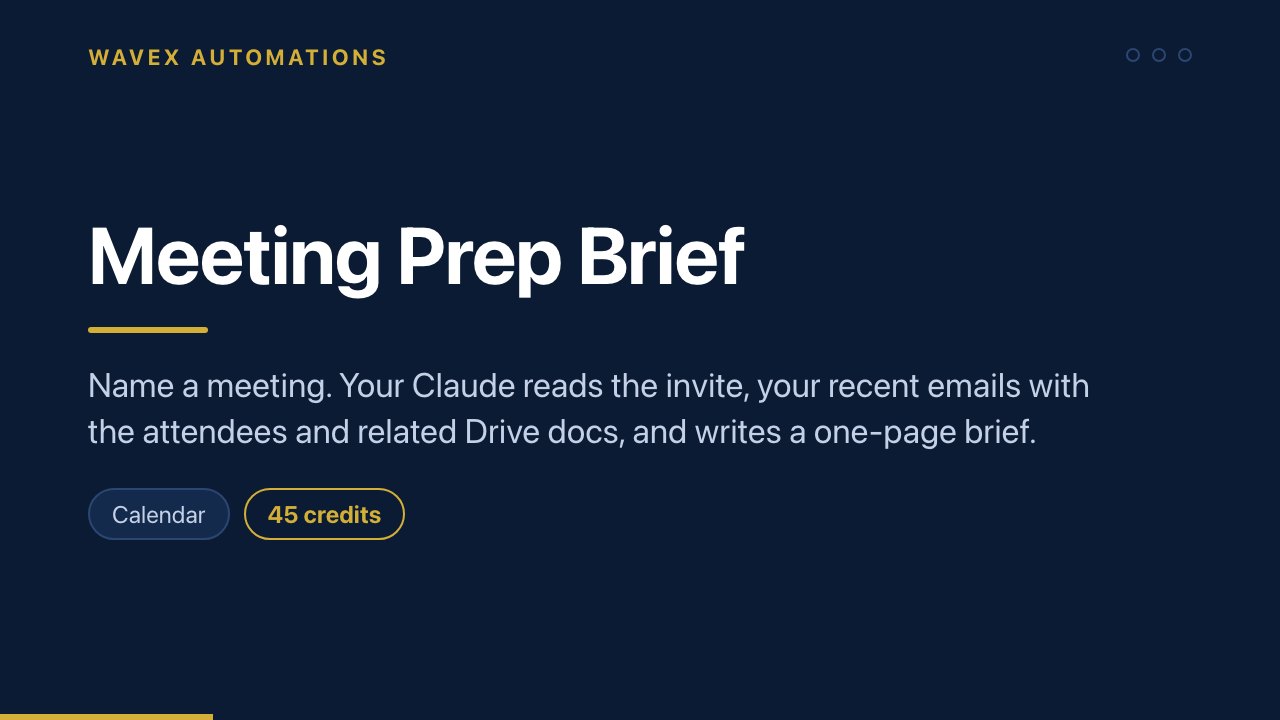 WAVEX AUTOMATIONS
Meeting Prep Brief
Name a meeting. Your Claude reads the invite, your recent emails with
the attendees and related Drive docs, and writes a one-page brief.
Calendar
45 credits